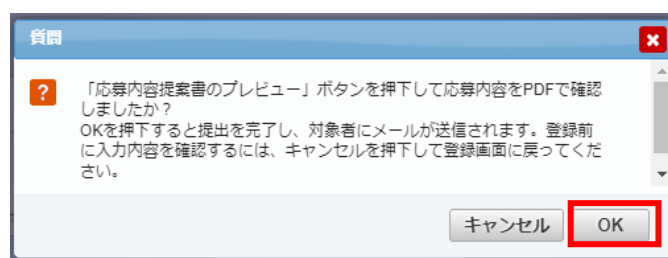 質問
?
「応募内容提案書のプレビュー」ボタンを押下して応募内容をPDFで確認
しましたか？
OKを押下すると提出を完了し、対象者にメールが送信されます。登録前
に入力内容を確認するには、キャンセルを押下して登録画面に戻ってくだ
さい。
キャンセル
OK